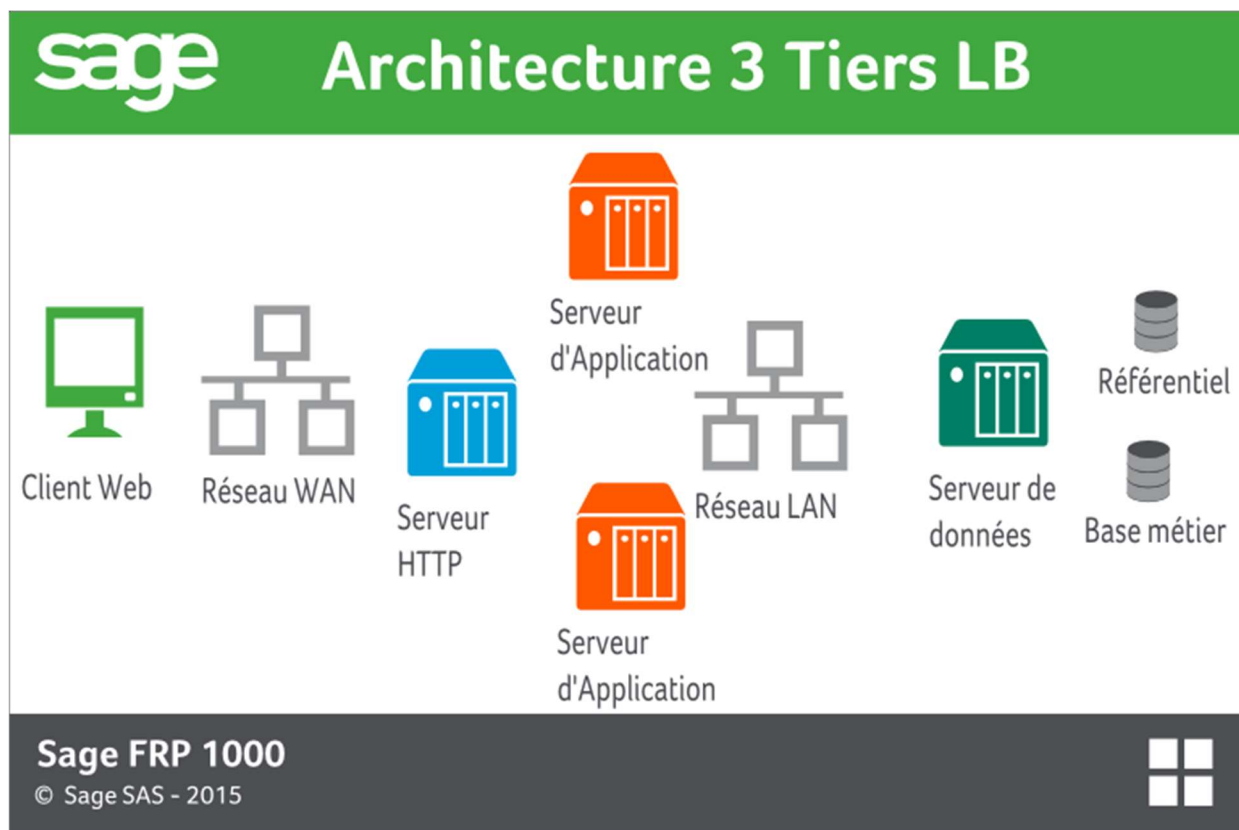 sage
Architecture 3 Tiers LB
Serveur
d'Application
Référentiel
Client Web
Réseau WAN
Serveur
HTTP
Réseau LAN
Serveur de
données
Base métier
Serveur
d'Application
Sage FRP 1000
© Sage SAS - 2015